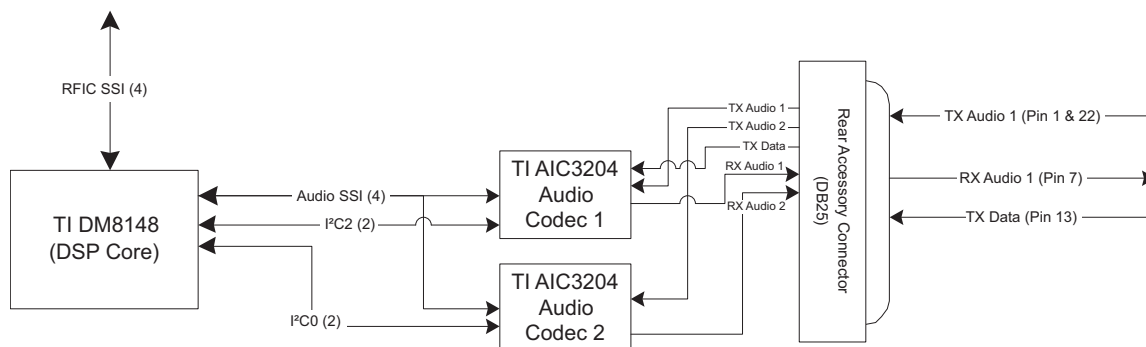 RFIC SSI (4)
TI DM8148
(DSP Core)
Audio SSI (4)
I²C2 (2)
I²C0 (2)
TI AIC3204
Audio
Codec 1
TI AIC3204
Audio
Codec 2
TX Audio 1
TX Audio 2
TX Data
RX Audio 1
RX Audio 2
Rear Accessory Connector
(DB25)
TX Audio 1 (Pin 1 & 22)
RX Audio 1 (Pin 7)
TX Data (Pin 13)